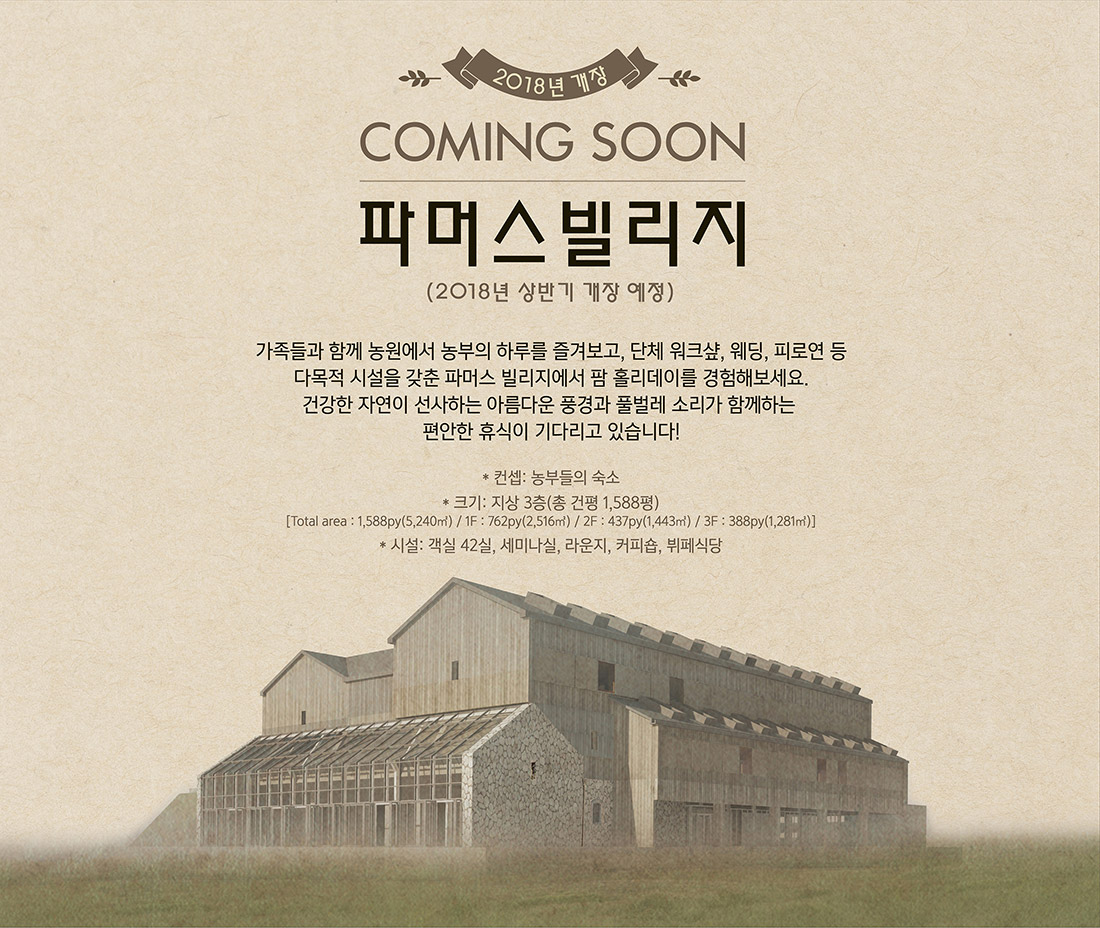 2018년 개장
COMING SOON
파머스빌리지
(2018년 상반기 개장 예정)
가족들과 함께 농원에서 농부의 하루를 즐겨보고, 단체 워크샾, 웨딩, 피로연 등
다목적 시설을 갖춘 파머스 빌리지에서 팜 홀리데이를 경험해보세요.
건강한 자연이 선사하는 아름다운 풍경과 풀벌레 소리가 함께하는
편안한 휴식이 기다리고 있습니다!
* 컨셉: 농부들의 숙소
* 크기: 지상 3층(총 건평 1,588평)
[Total area : 1,588py(5,240㎡) / 1F : 762py(2,516㎡) / 2F : 437py(1,443㎡) / 3F : 388py(1,281㎡)]
* 시설: 객실 42실, 세미나실, 라운지, 커피숍, 뷔페식당